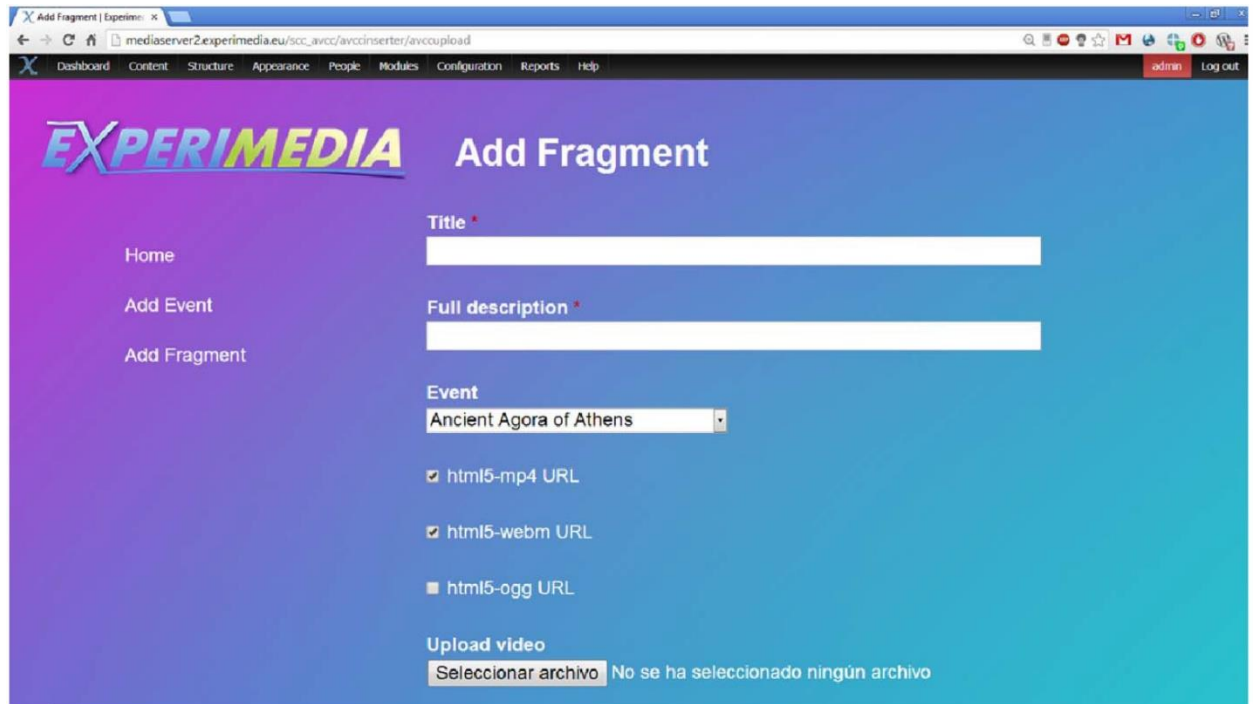 Add Fragment | Experime
mediaserver2.experimedia.eu/scc_avcc/avccinserter/avccupload
Dashboard Content Structure Appearance People Modules Configuration Reports Help admin Log out
EXPERIMEDIA
Add Fragment
Home
Add Event
Add Fragment
Title *
Full description *
Event
Ancient Agora of Athens
html5-mp4 URL
html5-webm URL
html5-ogg URL
Upload video
Seleccionar archivo No se ha seleccionado ningún archivo